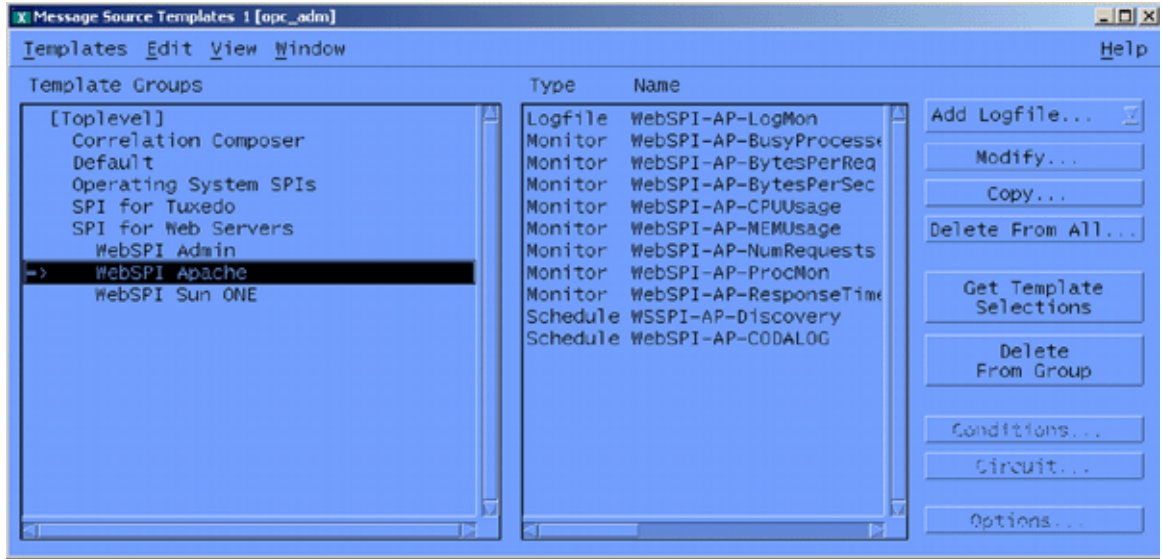 Message Source Templates 1 [opc_adm]
Templates Edit View Window Help
Template Groups
[Toplevel]
Correlation Composer
Default
Operating System SPIs
SPI for Tuxedo
SPI for Web Servers
WebSPI Admin
=> WebSPI Apache
WebSPI Sun ONE
Type Name
Logfile WebSPI-AP-LogMon
Monitor WebSPI-AP-BusyProcesse
Monitor WebSPI-AP-BytesPerReq
Monitor WebSPI-AP-BytesPerSec
Monitor WebSPI-AP-CPUUsage
Monitor WebSPI-AP-MEMUsage
Monitor WebSPI-AP-NumRequests
Monitor WebSPI-AP-ProcMon
Monitor WebSPI-AP-ResponseTime
Schedule WSSPI-AP-Discovery
Schedule WebSPI-AP-CODALOG
Add Logfile...
Modify...
Copy...
Delete From All...
Get Template
Selections
Delete
From Group
Conditions...
Circuit...
Options...